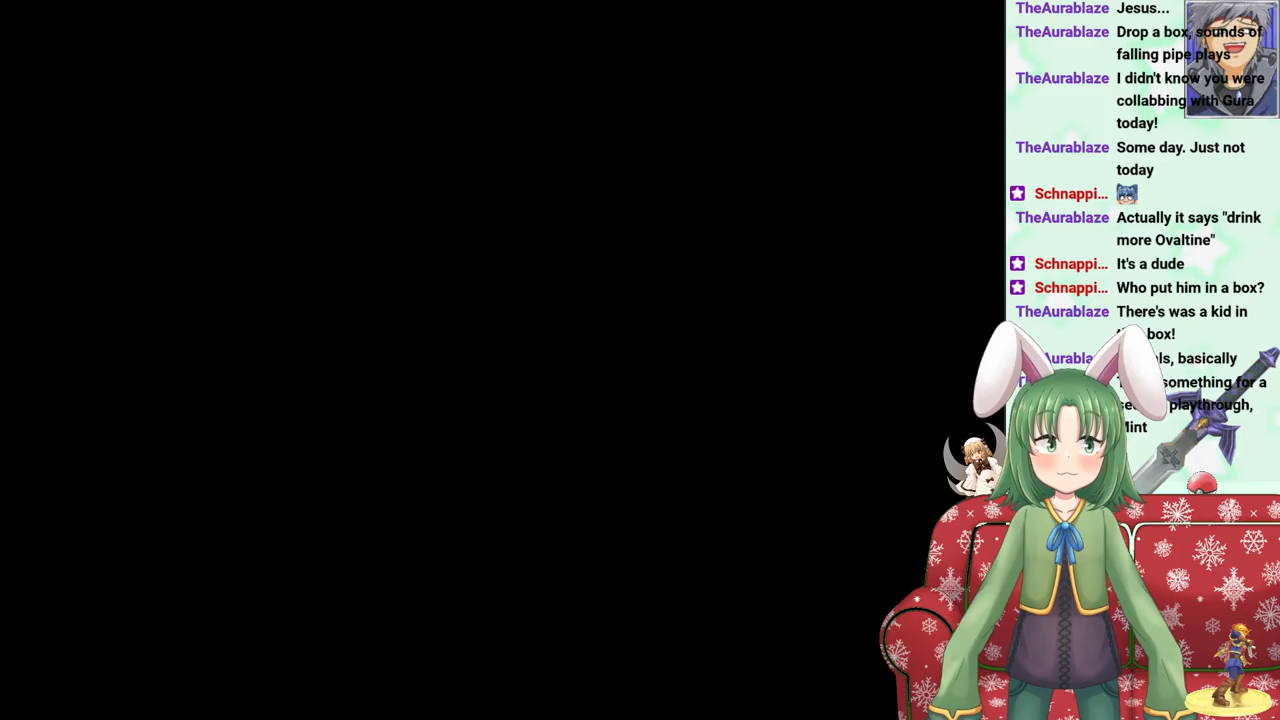 TheAurablaze Jesus...
TheAurablaze Drop a box, sounds of
falling pipe plays
TheAurablaze I didn't know you were
collabbing with Gura
today!
TheAurablaze Some day. Just not
today
Schnappi...
TheAurablaze Actually it says "drink
more Ovaltine"
Schnappi... It's a dude
Schnappi... Who put him in a box?
TheAurablaze There's was a kid in
box!
basically
something for a
playthrough,
Mint